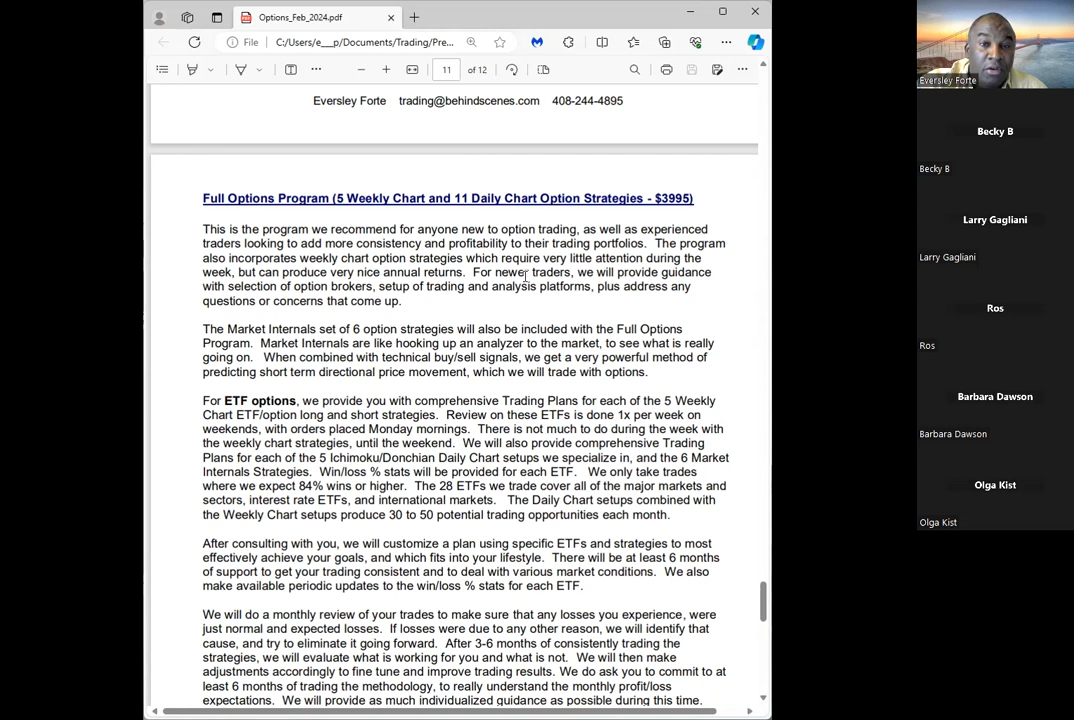 Options_Feb_2024.pdf
File C:/Users/e___p/Documents/Trading/Pre...
11 of 12
Eversley Forte trading@behindscenes.com 408-244-4895
Full Options Program (5 Weekly Chart and 11 Daily Chart Option Strategies - $3995)
This is the program we recommend for anyone new to option trading, as well as experienced
traders looking to add more consistency and profitability to their trading portfolios. The program
also incorporates weekly chart option strategies which require very little attention during the
week, but can produce very nice annual returns. For newer traders, we will provide guidance
with selection of option brokers, setup of trading and analysis platforms, plus address any
questions or concerns that come up.
The Market Internals set of 6 option strategies will also be included with the Full Options
Program. Market Internals are like hooking up an analyzer to the market, to see what is really
going on. When combined with technical buy/sell signals, we get a very powerful method of
predicting short term directional price movement, which we will trade with options.
For ETF options, we provide you with comprehensive Trading Plans for each of the 5 Weekly
Chart ETF/option long and short strategies. Review on these ETFs is done 1x per week on
weekends, with orders placed Monday mornings. There is not much to do during the week with
the weekly chart strategies, until the weekend. We will also provide comprehensive Trading
Plans for each of the 5 Ichimoku/Donchian Daily Chart setups we specialize in, and the 6 Market
Internals Strategies. Win/loss % stats will be provided for each ETF. We only take trades
where we expect 84% wins or higher. The 28 ETFs we trade cover all of the major markets and
sectors, interest rate ETFs, and international markets. The Daily Chart setups combined with
the Weekly Chart setups produce 30 to 50 potential trading opportunities each month.
After consulting with you, we will customize a plan using specific ETFs and strategies to most
effectively achieve your goals, and which fits into your lifestyle. There will be at least 6 months
of support to get your trading consistent and to deal with various market conditions. We also
make available periodic updates to the win/loss % stats for each ETF.
We will do a monthly review of your trades to make sure that any losses you experience, were
just normal and expected losses. If losses were due to any other reason, we will identify that
cause, and try to eliminate it going forward. After 3-6 months of consistently trading the
strategies, we will evaluate what is working for you and what is not. We will then make
adjustments accordingly to fine tune and improve trading results. We do ask you to commit to at
least 6 months of trading the methodology, to really understand the monthly profit/loss
expectations. We will provide as much individualized guidance as possible during this time.
Eversley Forte
Becky B
Becky B
Larry Gagliani
Larry Gagliani
Ros
Ros
Barbara Dawson
Barbara Dawson
Olga Kist
Olga Kist